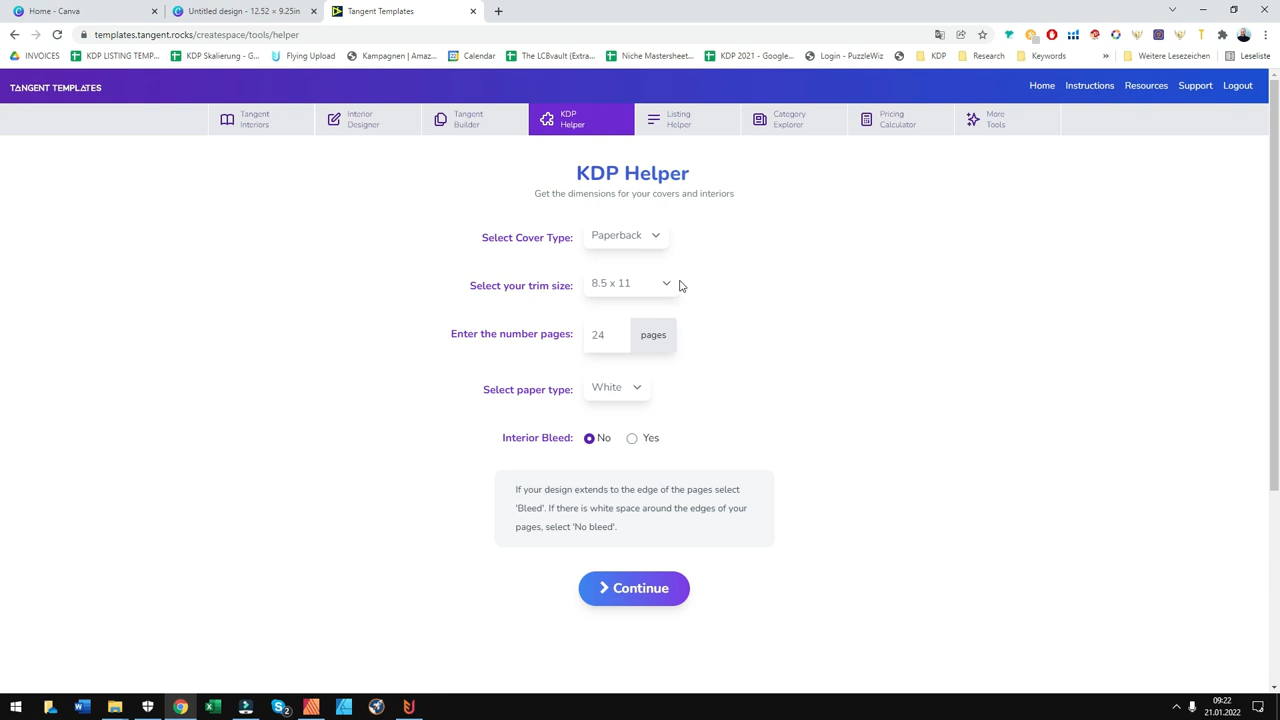 Home - Canva
Untitled design - 12.52 × 9.25in
Tangent Templates
templates.tangent.rocks/createspace/tools/helper
INVOICES
KDP LISTING TEMP...
KDP Skalierung - G...
Flying Upload
Kampagnen | Amaz...
Calendar
The LCBvault (Extra...
Niche Mastersheet...
KDP 2021 - Google...
Login - PuzzleWiz
KDP
Research
Keywords
»
Weitere Lesezeichen
Leseliste
TANGENT TEMPLATES
Home
Instructions
Resources
Support
Logout
Tangent
Interiors
Interior
Designer
Tangent
Builder
KDP
Helper
Listing
Helper
Category
Explorer
Pricing
Calculator
More
Tools
KDP Helper
Get the dimensions for your covers and interiors
Select Cover Type: Paperback
Select your trim size: 8.5 x 11
Enter the number pages: 24 pages
Select paper type: White
Interior Bleed: No Yes
If your design extends to the edge of the pages select
'Bleed'. If there is white space around the edges of your
pages, select 'No bleed'.
Continue
09:22
21.01.2022